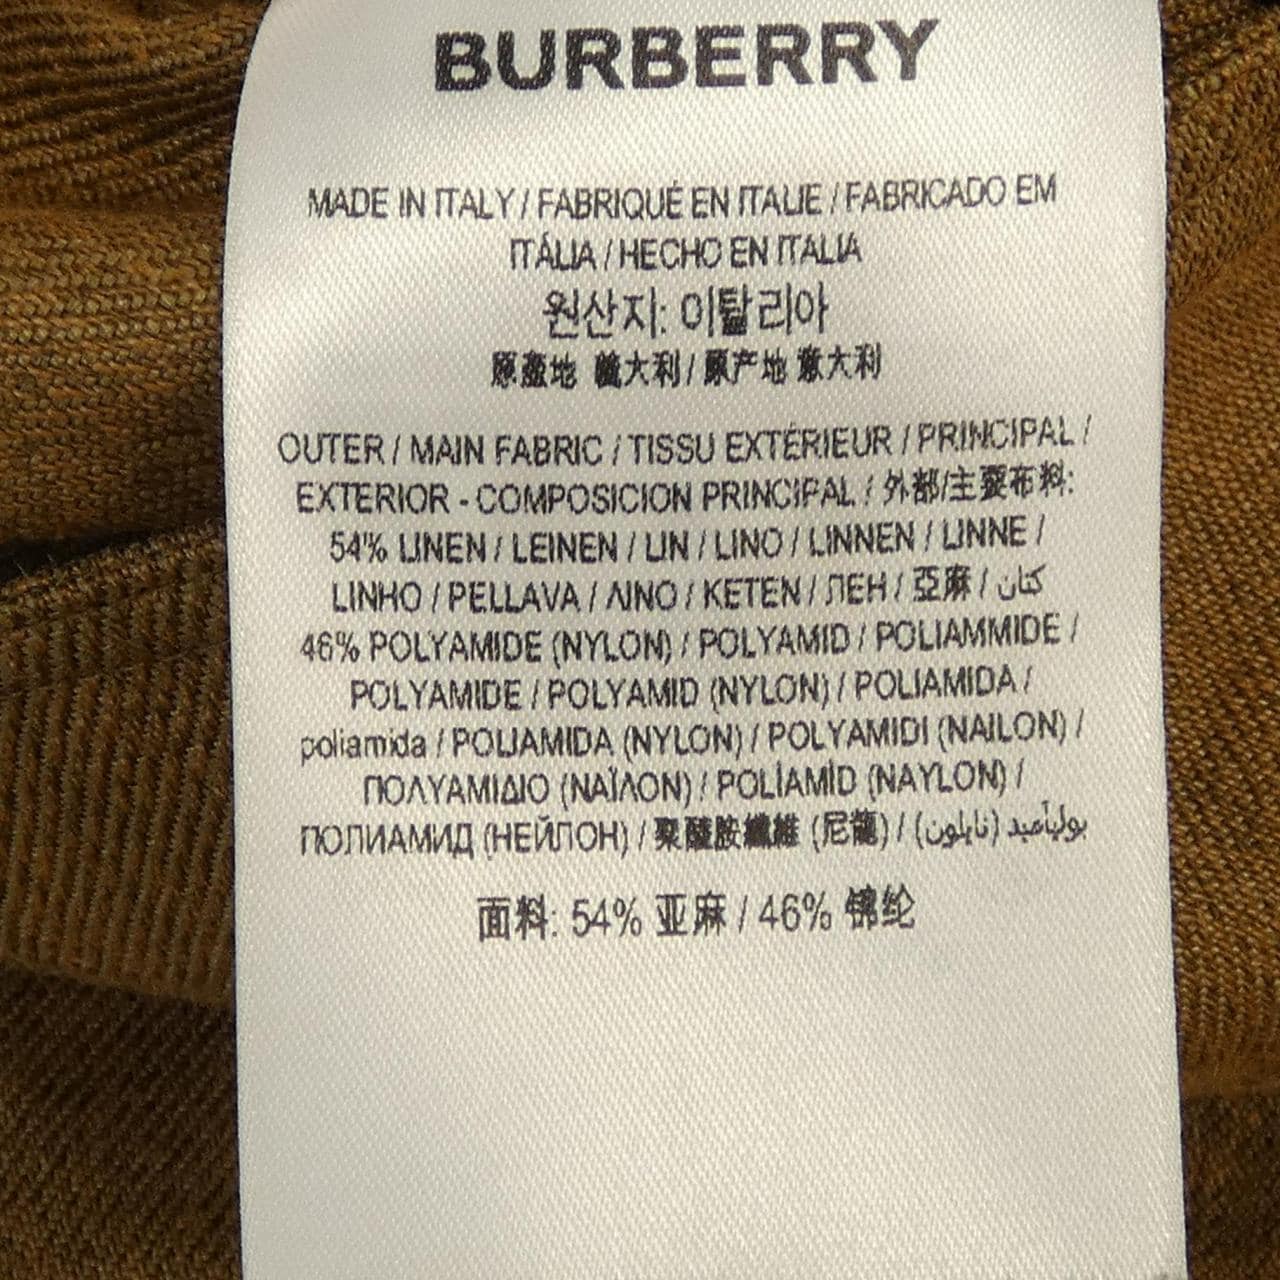 BURBERRY
MADE IN ITALY / FABRIQUÉ EN ITALIE / FABRICADO EM
ITÁLIA / HECHO EN ITALIA
원산지: 이탈리아
原產地 義大利 / 原产地 意大利
OUTER / MAIN FABRIC / TISSU EXTÉRIEUR / PRINCIPAL /
EXTERIOR - COMPOSICION PRINCIPAL / 外部/主要布料:
54% LINEN / LEINEN / LIN / LINO / LINNEN / LINNE /
LINHO / PELLAVA / ΛΙΝΟ / KETEN / ЛЕН / 亞麻 / كتان
46% POLYAMIDE (NYLON) / POLYAMID / POLIAMMIDE /
POLYAMIDE / POLYAMID (NYLON) / POLIAMIDA /
poliamida / POLIAMIDA (NYLON) / POLYAMIDI (NAILON) /
ΠΟΛΥΑΜΙΔΙΟ (ΝΑΪΛΟΝ) / POLİAMİD (NAYLON) /
ПОЛИАМИД (НЕЙЛОН) / 聚醯胺纖維 (尼龍) / بوليأميد (نايلون)
面料: 54% 亚麻 / 46% 锦纶